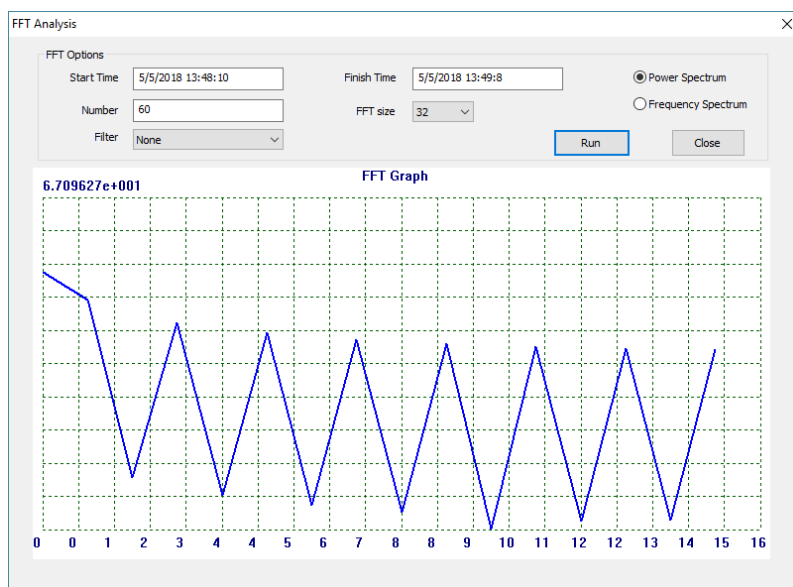 FFT Analysis
FFT Options
Start Time 5/5/2018 13:48:10 Finish Time 5/5/2018 13:49:8 Power Spectrum
Number 60 FFT size 32 Frequency Spectrum
Filter None Run Close
FFT Graph
6.709627e+001
0 0 1 2 3 4 4 5 6 7 8 8 9 10 11 12 12 13 14 15 16